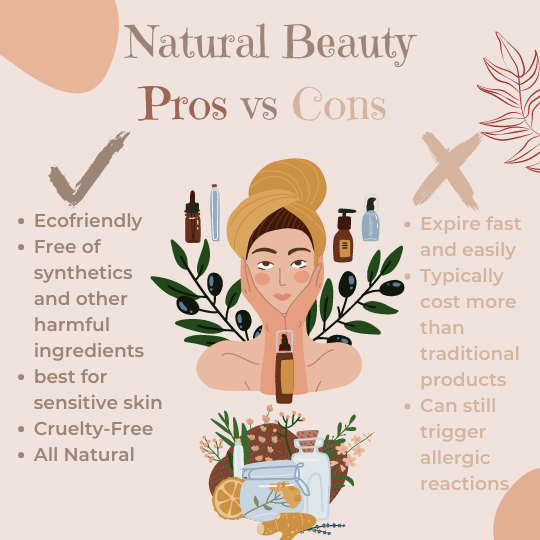 Natural Beauty
Pros vs Cons
• Ecofriendly
• Free of
synthetics
and other
harmful
ingredients
• best for
sensitive skin
• Cruelty-Free
• All Natural
• Expire fast
and easily
• Typically
cost more
than
traditional
products
• Can still
trigger
allergic
reactions